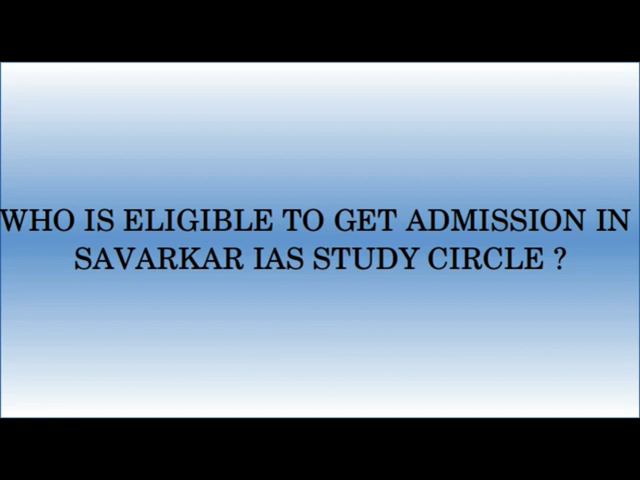 WHO IS ELIGIBLE TO GET ADMISSION IN
SAVARKAR IAS STUDY CIRCLE ?